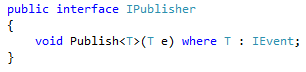 public interface IPublisher
{
    void Publish<T>(T e) where T : IEvent;
}